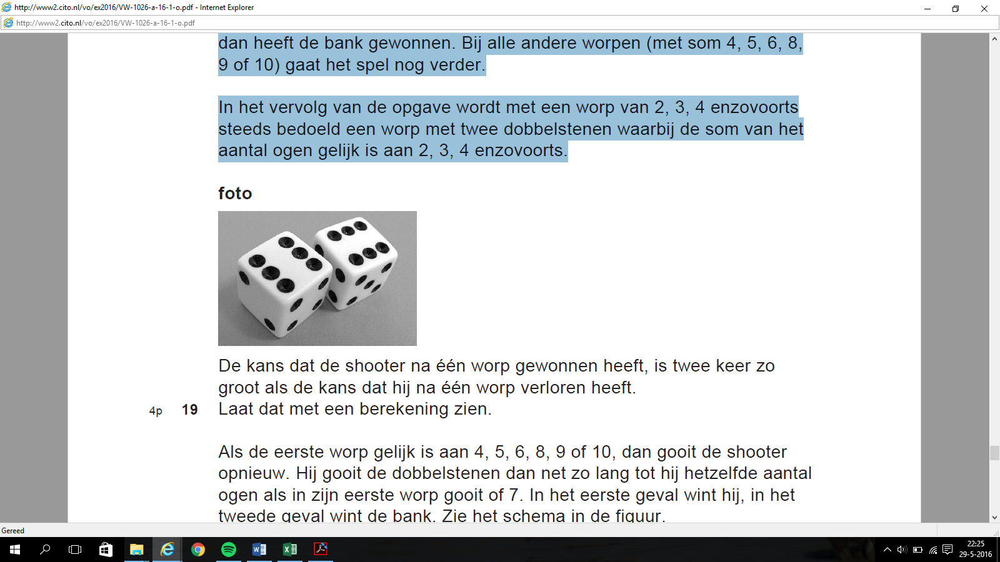 http://www2.cito.nl/vo/ex2016/VW-1026-a-16-1-o.pdf - Internet Explorer
http://www2.cito.nl/vo/ex2016/VW-1026-a-16-1-o.pdf
dan heeft de bank gewonnen. Bij alle andere worpen (met som 4, 5, 6, 8,
9 of 10) gaat het spel nog verder.
In het vervolg van de opgave wordt met een worp van 2, 3, 4 enzovoorts
steeds bedoeld een worp met twee dobbelstenen waarbij de som van het
aantal ogen gelijk is aan 2, 3, 4 enzovoorts.
foto
De kans dat de shooter na één worp gewonnen heeft, is twee keer zo
groot als de kans dat hij na één worp verloren heeft.
4p 19 Laat dat met een berekening zien.
Als de eerste worp gelijk is aan 4, 5, 6, 8, 9 of 10, dan gooit de shooter
opnieuw. Hij gooit de dobbelstenen dan net zo lang tot hij hetzelfde aantal
ogen als in zijn eerste worp gooit of 7. In het eerste geval wint hij, in het
tweede geval wint de bank. Zie het schema in de figuur.
Gereed
22:25
29-5-2016